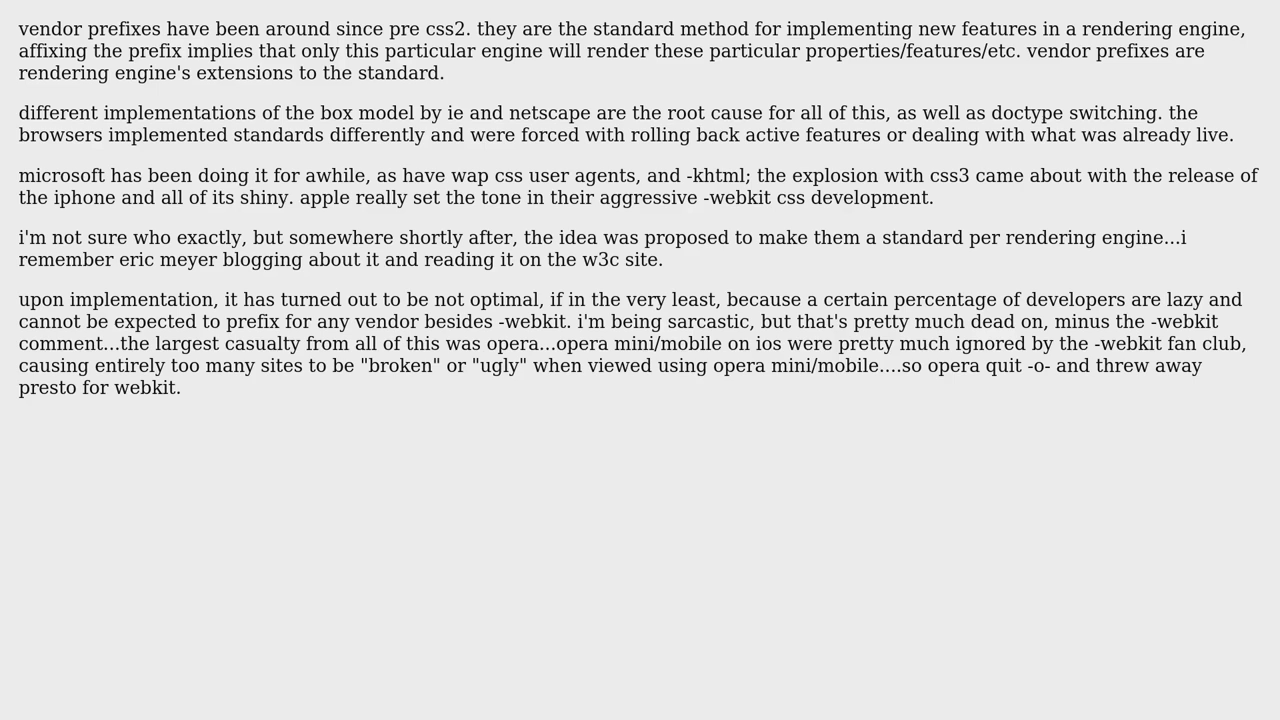 vendor prefixes have been around since pre css2. they are the standard method for implementing new features in a rendering engine,
affixing the prefix implies that only this particular engine will render these particular properties/features/etc. vendor prefixes are
rendering engine's extensions to the standard.
different implementations of the box model by ie and netscape are the root cause for all of this, as well as doctype switching. the
browsers implemented standards differently and were forced with rolling back active features or dealing with what was already live.
microsoft has been doing it for awhile, as have wap css user agents, and -khtml; the explosion with css3 came about with the release of
the iphone and all of its shiny. apple really set the tone in their aggressive -webkit css development.
i'm not sure who exactly, but somewhere shortly after, the idea was proposed to make them a standard per rendering engine...i
remember eric meyer blogging about it and reading it on the w3c site.
upon implementation, it has turned out to be not optimal, if in the very least, because a certain percentage of developers are lazy and
cannot be expected to prefix for any vendor besides -webkit. i'm being sarcastic, but that's pretty much dead on, minus the -webkit
comment...the largest casualty from all of this was opera...opera mini/mobile on ios were pretty much ignored by the -webkit fan club,
causing entirely too many sites to be "broken" or "ugly" when viewed using opera mini/mobile....so opera quit -o- and threw away
presto for webkit.